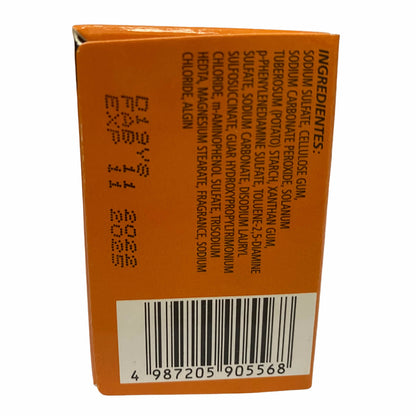 INGREDIENTES:
SODIUM SULFATE CELLULOSE GUM,
SODIUM CARBONATE PEROXIDE, SOLANUM
TUBEROSUM (POTATO) STARCH, XANTHAN GUM,
p-PHENYLENEDIAMINE SULFATE, TOLUENE-2,5-DIAMINE
SULFATE, SODIUM CARBONATE, DISODIUM LAURYL
SULFOSUCCINATE, GUAR HYDROXYPROPYLTRIMONIUM
CHLORIDE, m-AMINOPHENOL SULFATE, TRISODIUM
HEDTA, MAGNESIUM STEARATE, FRAGRANCE, SODIUM
CHLORIDE, ALGIN
D19Y8
FAB 11 2022
EXP 11 2025
4 987205 905568